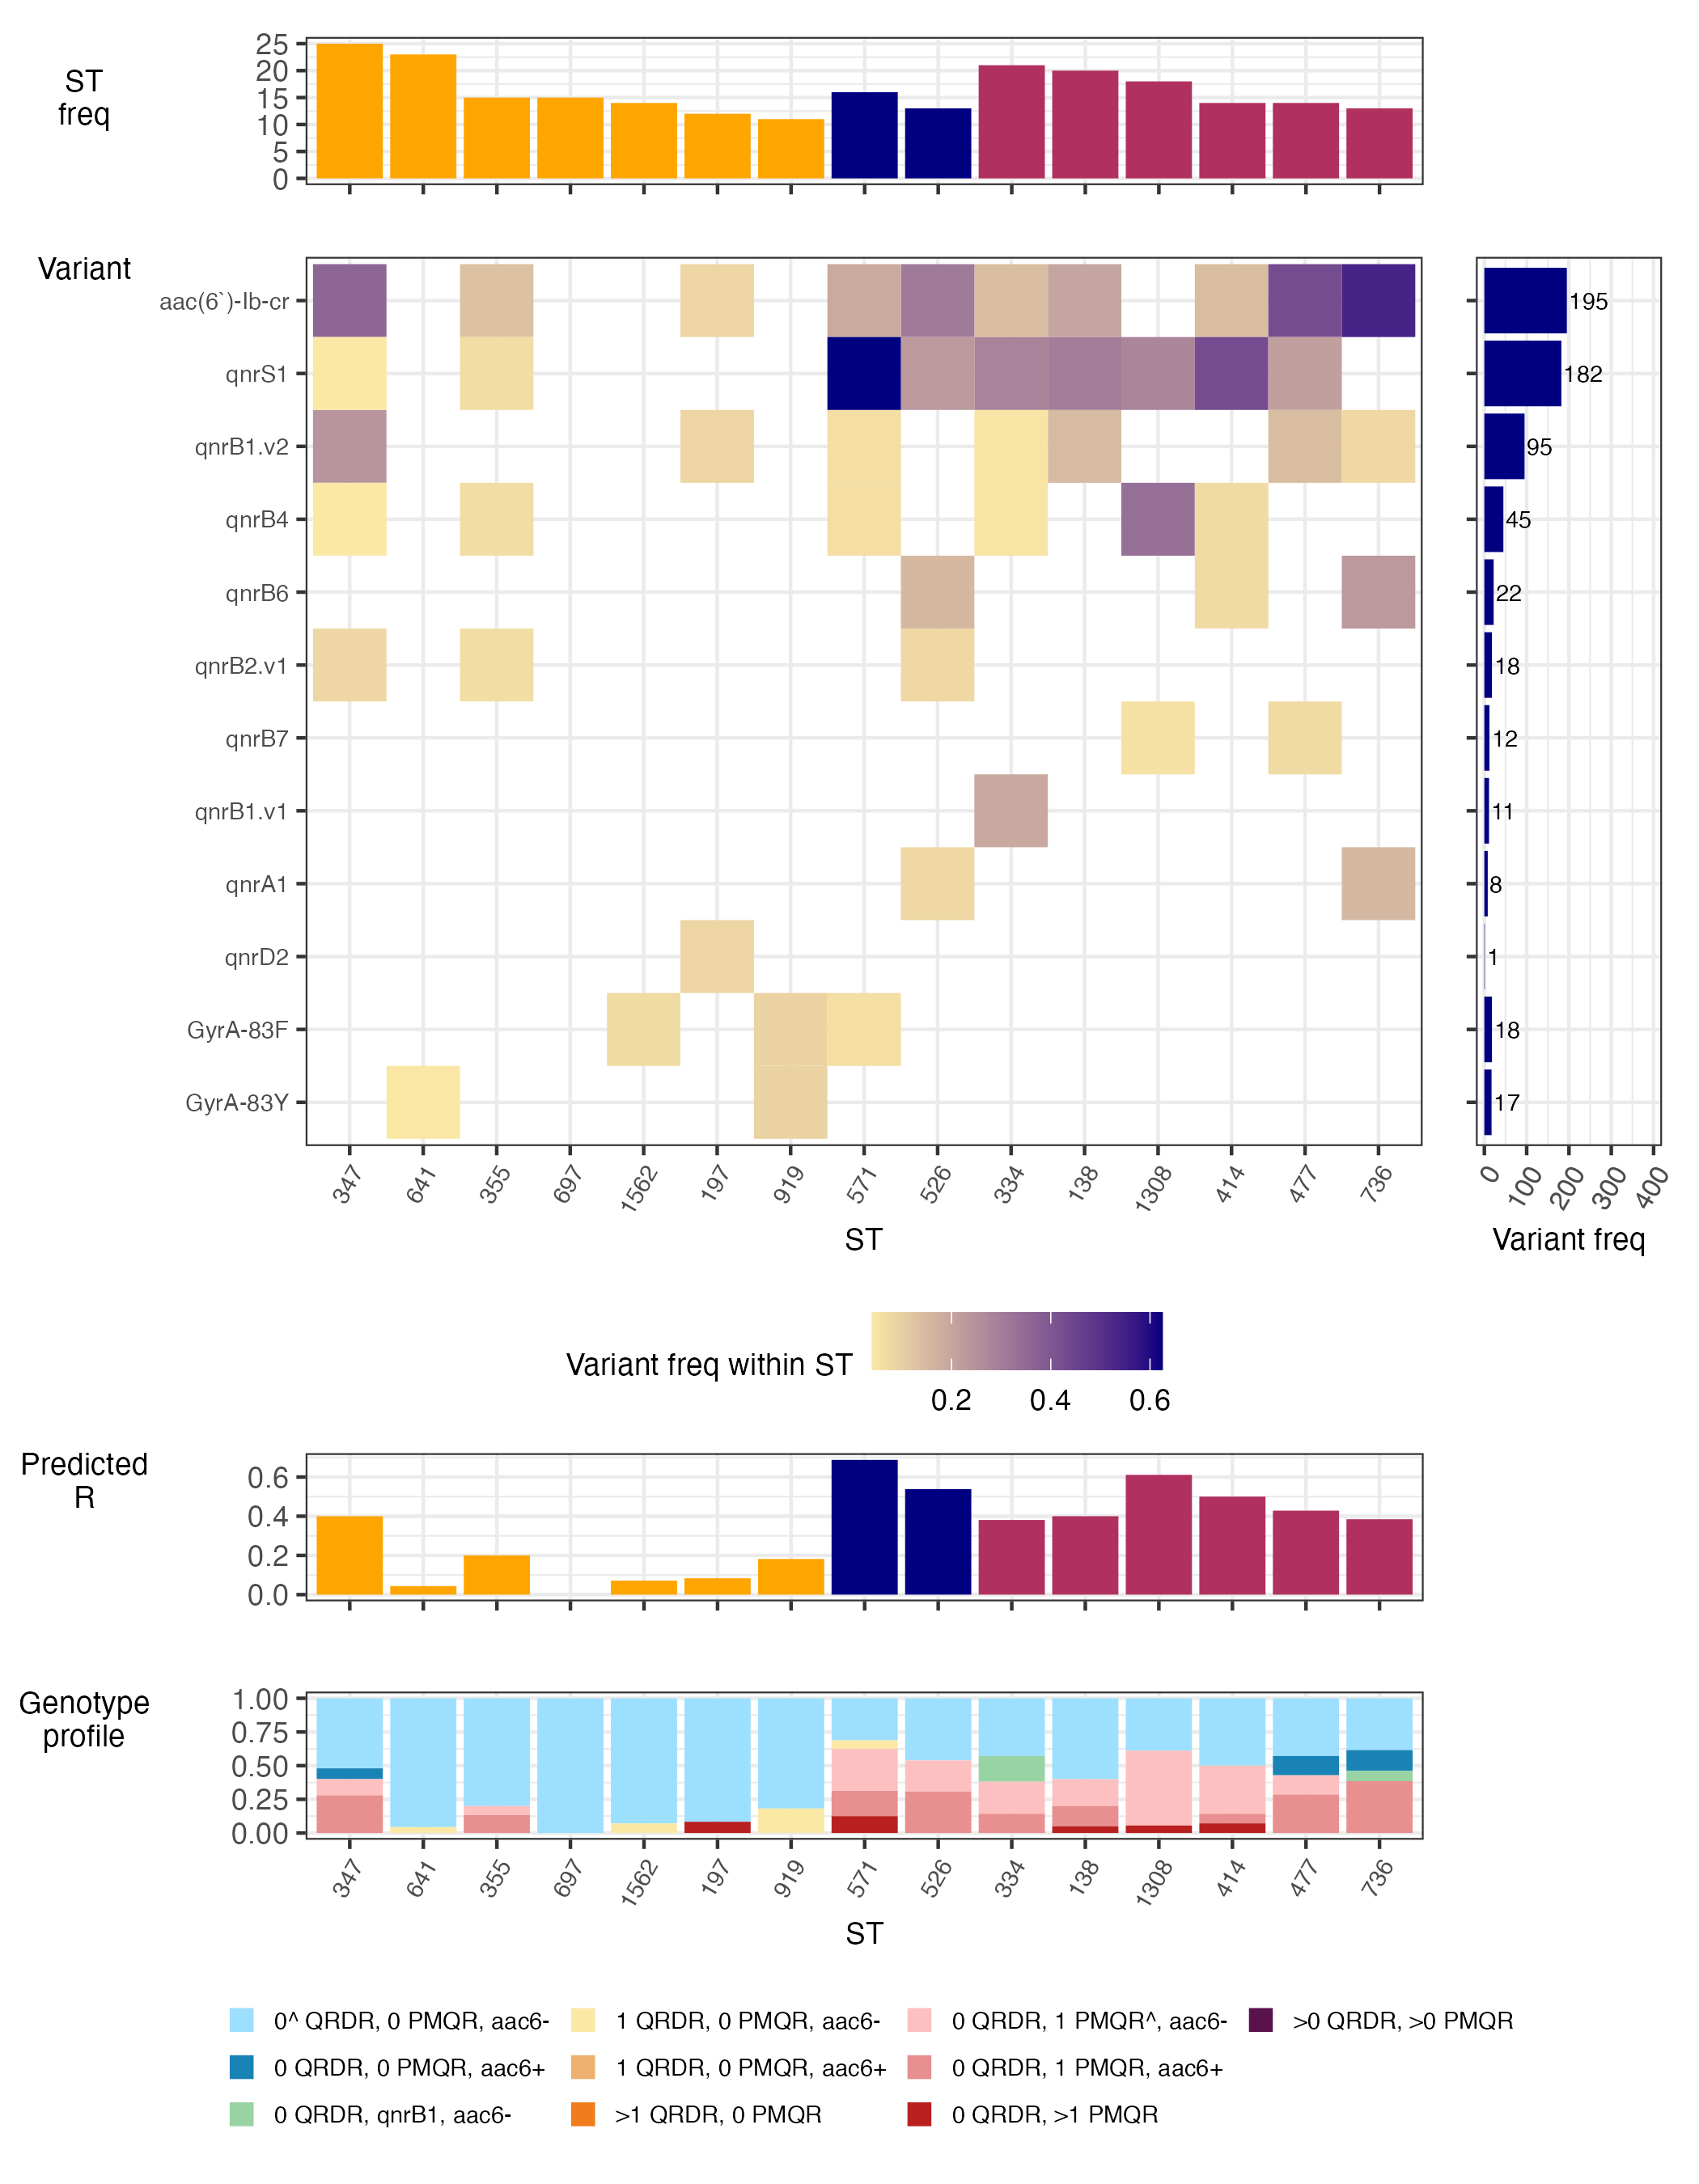 ST
freq
25
20
15
10
5
0
Variant
aac(6`)-Ib-cr
qnrS1
qnrB1.v2
qnrB4
qnrB6
qnrB2.v1
qnrB7
qnrB1.v1
qnrA1
qnrD2
GyrA-83F
GyrA-83Y
195
182
95
45
22
18
12
11
8
1
18
17
347 641 355 697 1562 197 919 571 526 334 138 1308 414 477 736
0 100 200 300 400
ST
Variant freq
Variant freq within ST
0.2 0.4 0.6
Predicted
R
0.6
0.4
0.2
0.0
Genotype
profile
1.00
0.75
0.50
0.25
0.00
347 641 355 697 1562 197 919 571 526 334 138 1308 414 477 736
ST
0^ QRDR, 0 PMQR, aac6- 1 QRDR, 0 PMQR, aac6- 0 QRDR, 1 PMQR^, aac6- >0 QRDR, >0 PMQR
0 QRDR, 0 PMQR, aac6+ 1 QRDR, 0 PMQR, aac6+ 0 QRDR, 1 PMQR, aac6+
0 QRDR, qnrB1, aac6- >1 QRDR, 0 PMQR 0 QRDR, >1 PMQR